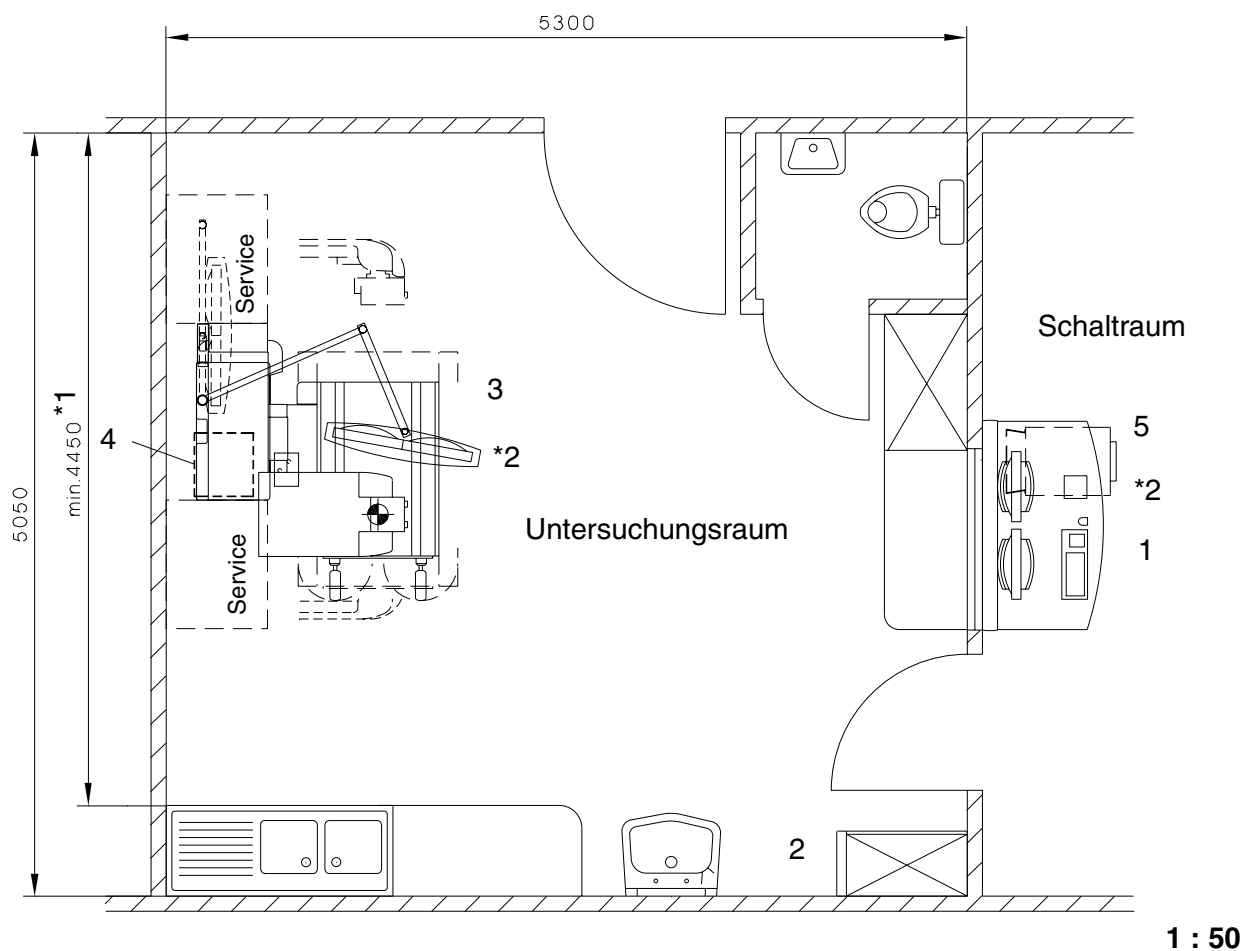 5300
Service
Schaltraum
3
min.4450 *1
4
5
*2
*2
5050
Untersuchungsraum
1
Service
2
1 : 50